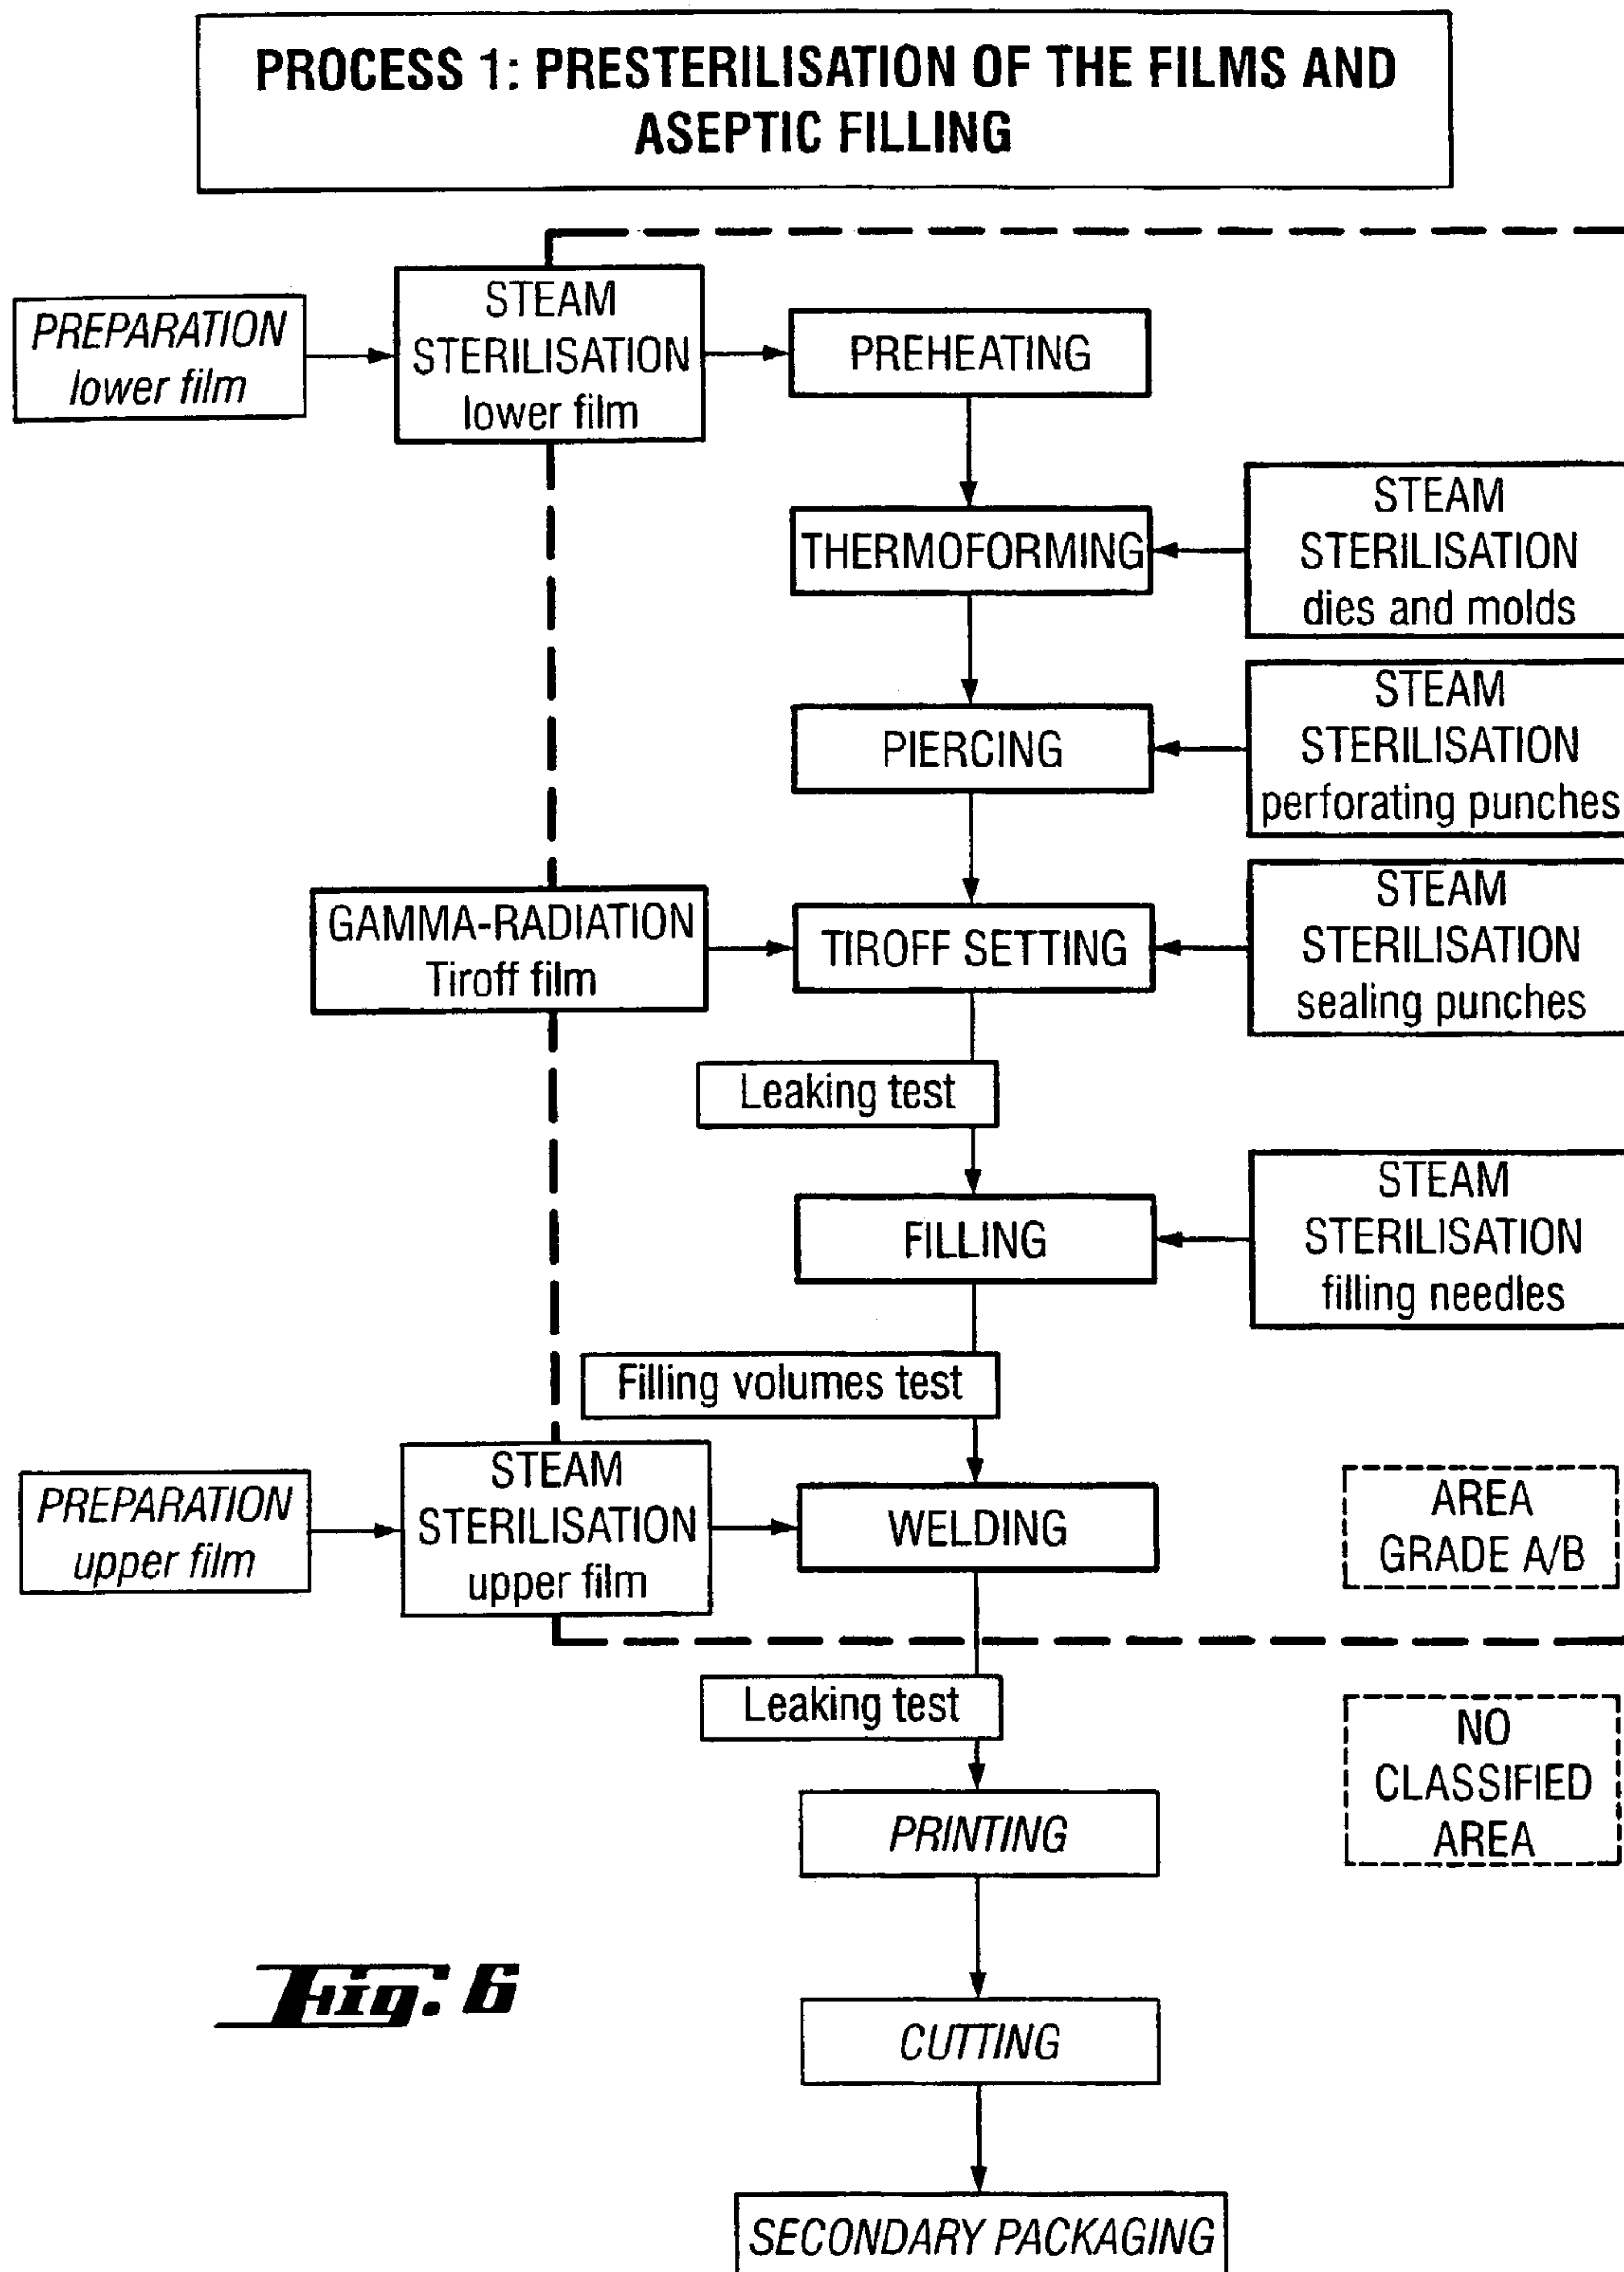 PROCESS 1: PRESTERILISATION OF THE FILMS AND
ASEPTIC FILLING
PREPARATION
lower film
STEAM
STERILISATION
lower film
PREHEATING
THERMOFORMING
STEAM
STERILISATION
dies and molds
PIERCING
STEAM
STERILISATION
perforating punches
GAMMA-RADIATION
Tiroff film
TIROFF SETTING
STEAM
STERILISATION
sealing punches
Leaking test
FILLING
STEAM
STERILISATION
filling needles
Filling volumes test
PREPARATION
upper film
STEAM
STERILISATION
upper film
WELDING
AREA
GRADE A/B
Leaking test
NO
CLASSIFIED
AREA
PRINTING
CUTTING
SECONDARY PACKAGING
Fig. 6